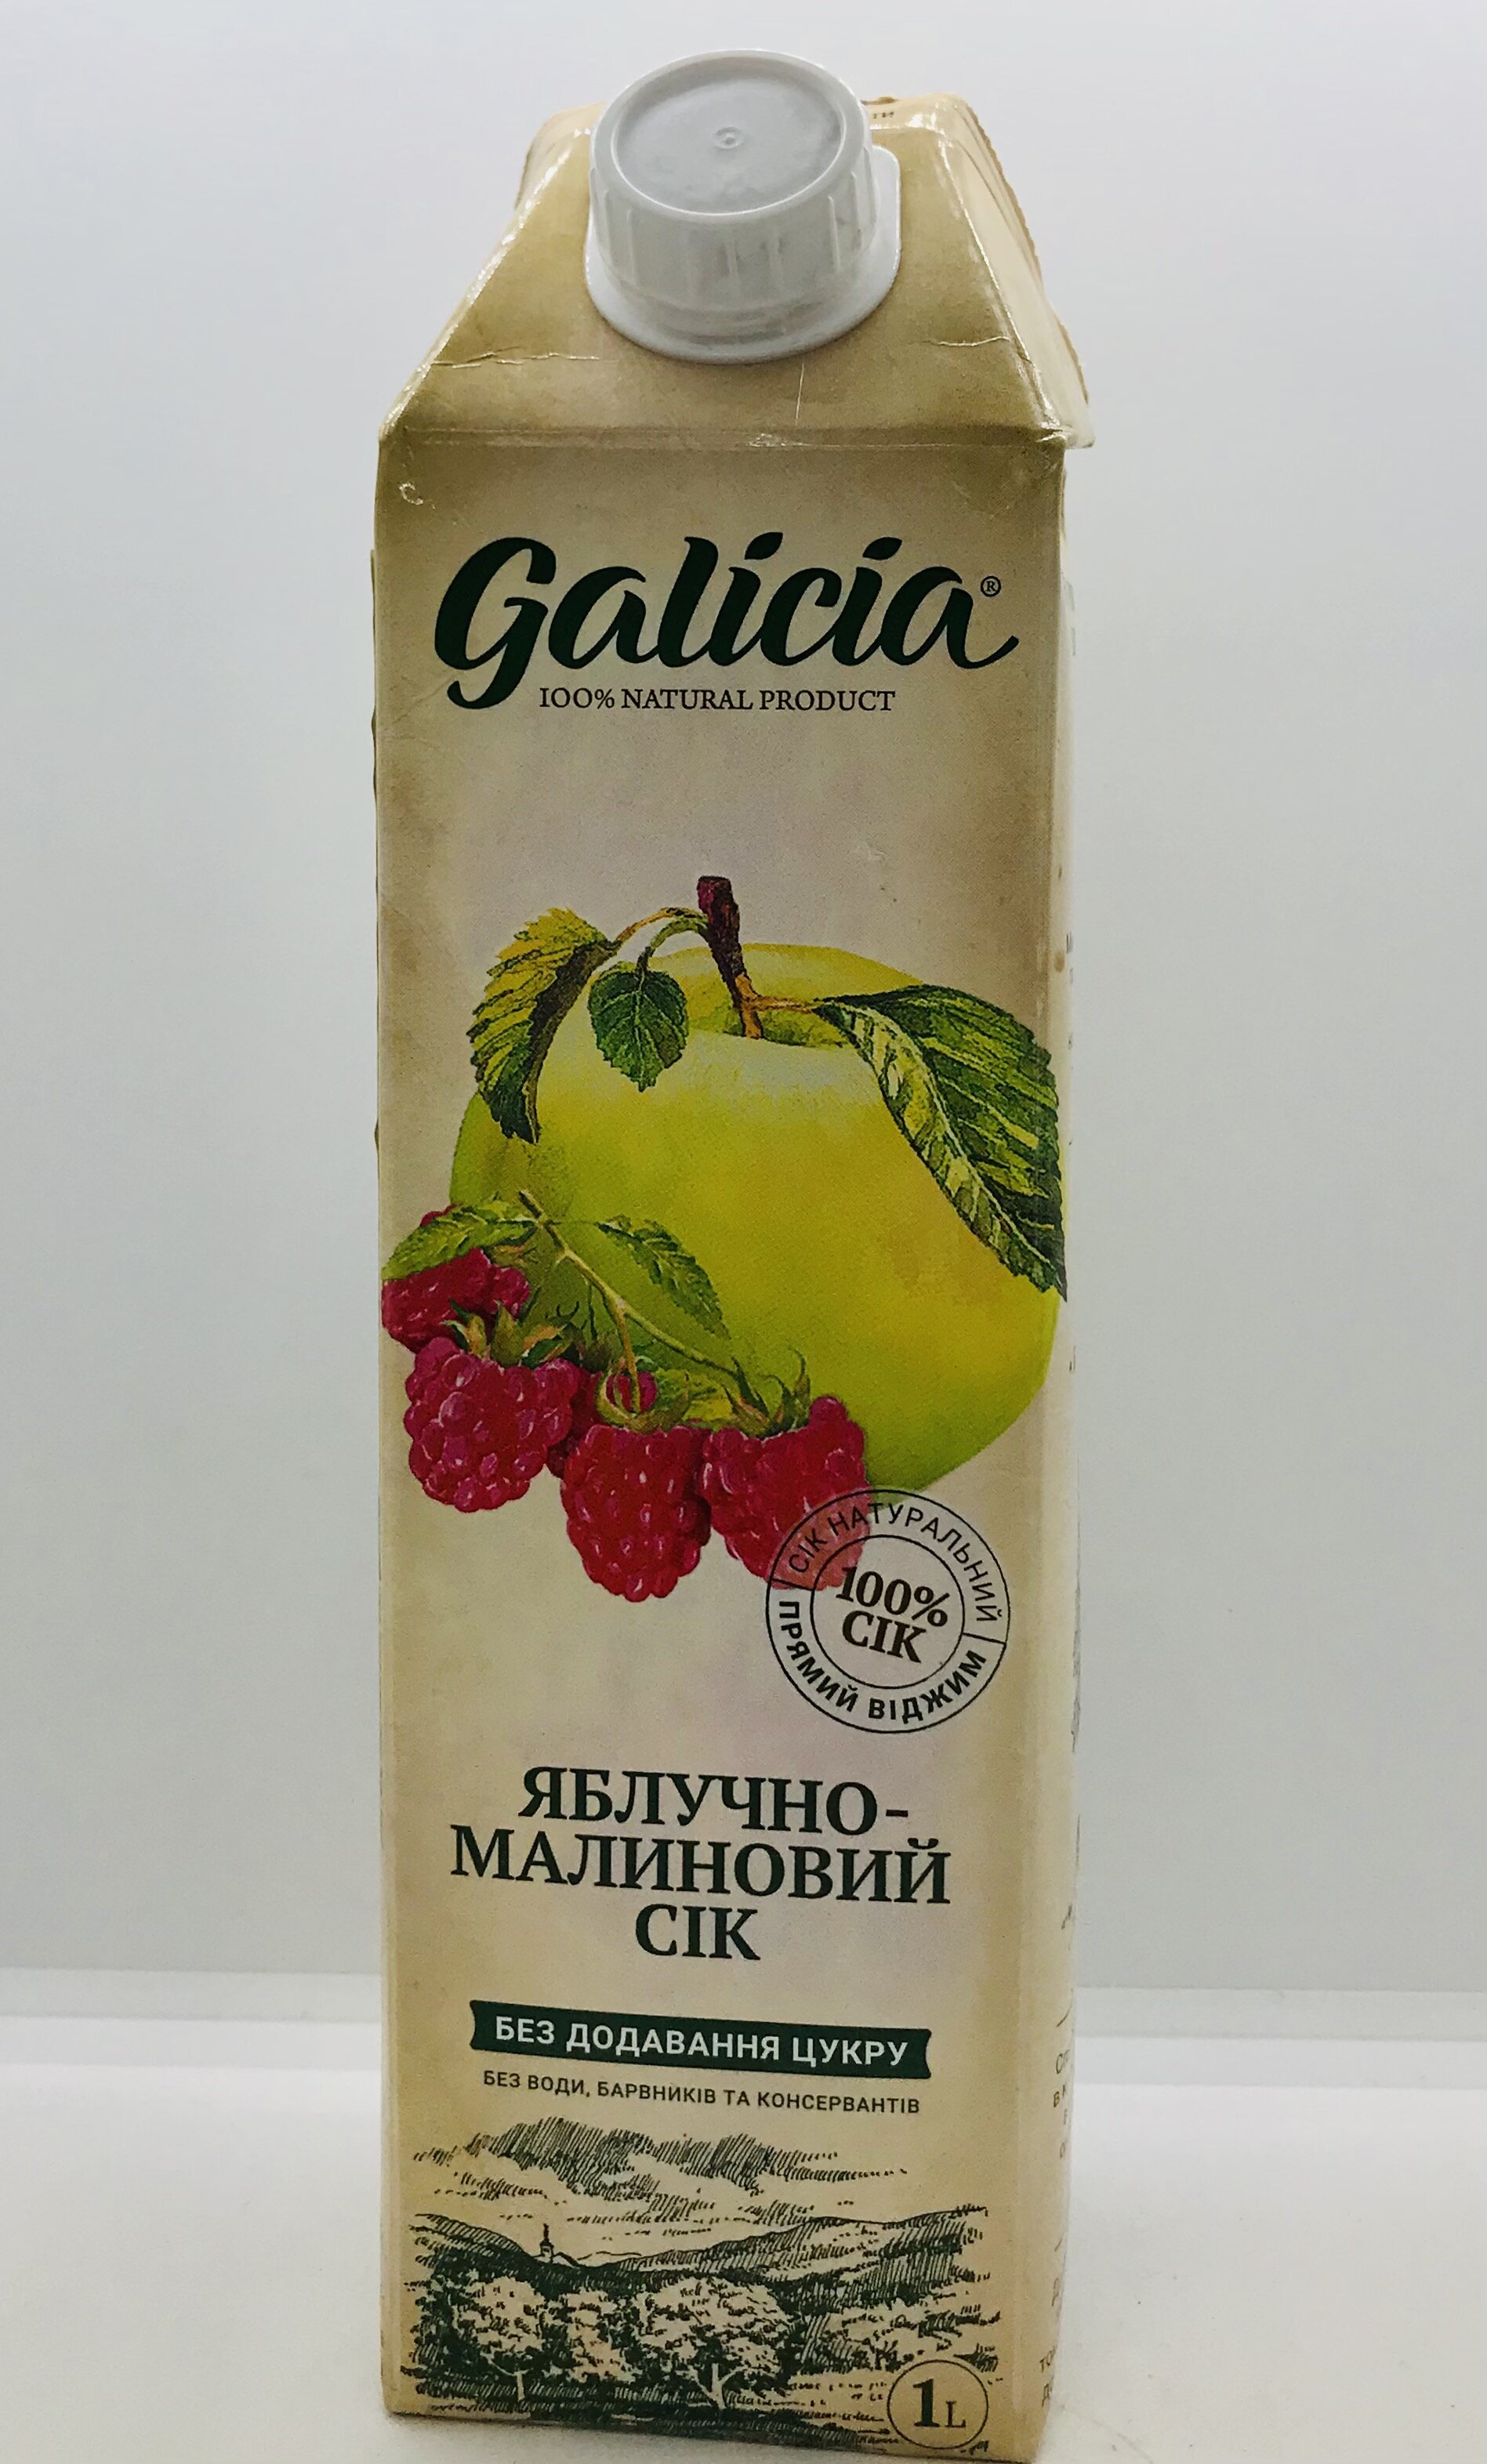 Galicia®
100% NATURAL PRODUCT
СІК НАТУРАЛЬНИЙ
100%
СІК
ПРЯМИЙ ВІДЖИМ
ЯБЛУЧНО-
МАЛИНОВИЙ
СІК
БЕЗ ДОДАВАННЯ ЦУКРУ
БЕЗ ВОДИ, БАРВНИКІВ ТА КОНСЕРВАНТІВ
1L